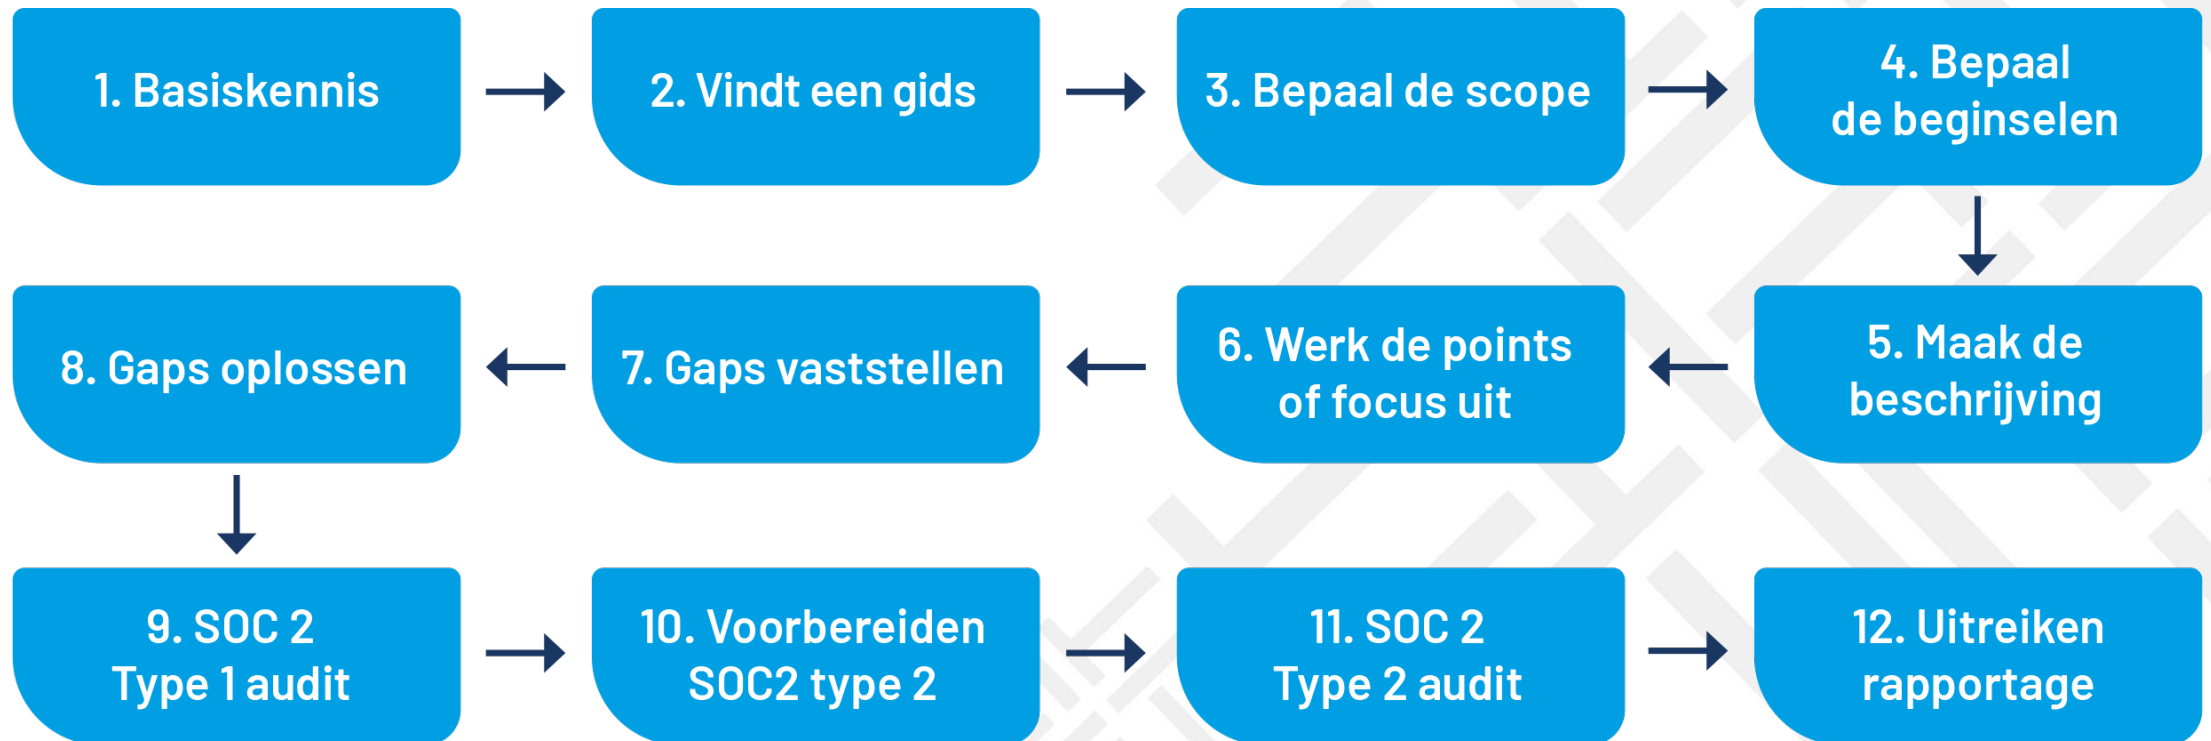 1. Basiskennis
2. Vindt een gids
3. Bepaal de scope
4. Bepaal
de beginselen
5. Maak de
beschrijving
6. Werk de points
of focus uit
7. Gaps vaststellen
8. Gaps oplossen
9. SOC 2
Type 1 audit
10. Voorbereiden
SOC2 type 2
11. SOC 2
Type 2 audit
12. Uitreiken
rapportage